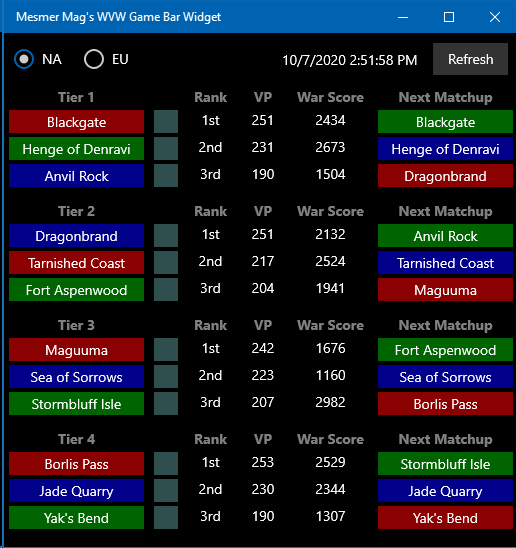 Mesmer Mag's WVW Game Bar Widget
NA EU 10/7/2020 2:51:58 PM Refresh
Tier 1 Rank VP War Score Next Matchup
Blackgate 1st 251 2434 Blackgate
Henge of Denravi 2nd 231 2673 Henge of Denravi
Anvil Rock 3rd 190 1504 Dragonbrand
Tier 2 Rank VP War Score Next Matchup
Dragonbrand 1st 251 2132 Anvil Rock
Tarnished Coast 2nd 217 2524 Tarnished Coast
Fort Aspenwood 3rd 204 1941 Maguuma
Tier 3 Rank VP War Score Next Matchup
Maguuma 1st 242 1676 Fort Aspenwood
Sea of Sorrows 2nd 223 1160 Sea of Sorrows
Stormbluff Isle 3rd 207 2982 Borlis Pass
Tier 4 Rank VP War Score Next Matchup
Borlis Pass 1st 253 2529 Stormbluff Isle
Jade Quarry 2nd 230 2344 Jade Quarry
Yak's Bend 3rd 190 1307 Yak's Bend